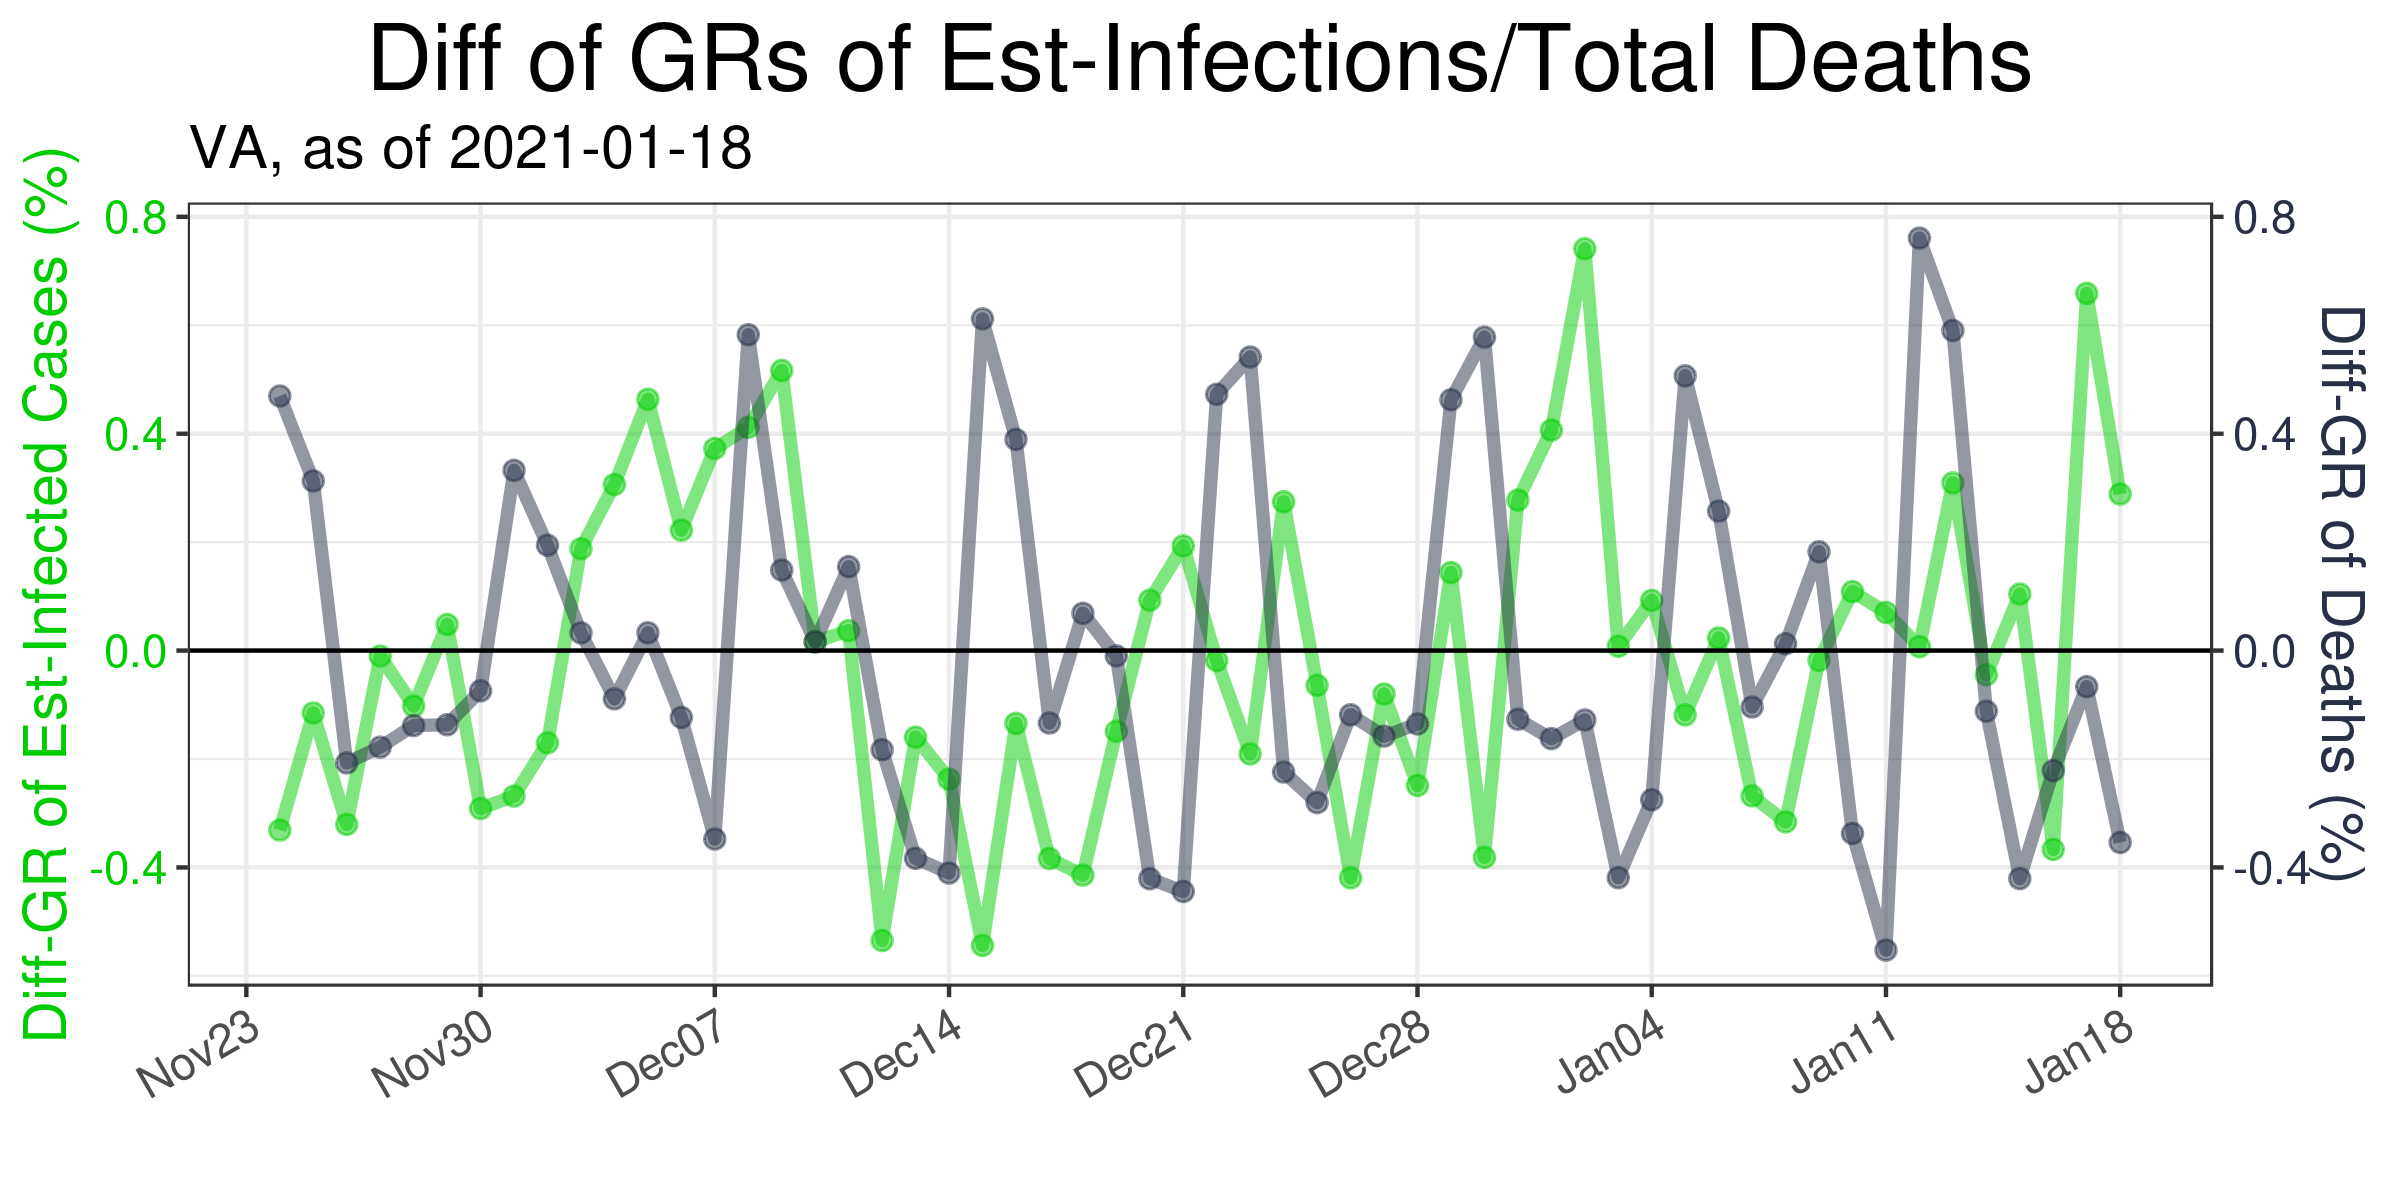 Diff of GRs of Est-Infections/Total Deaths
VA, as of 2021-01-18
Diff-GR of Est-Infected Cases (%)
0.8
0.4
0.0
-0.4
0.8
0.4
0.0
-0.4
Diff-GR of Deaths (%)
Nov23
Nov30
Dec07
Dec14
Dec21
Dec28
Jan04
Jan11
Jan18